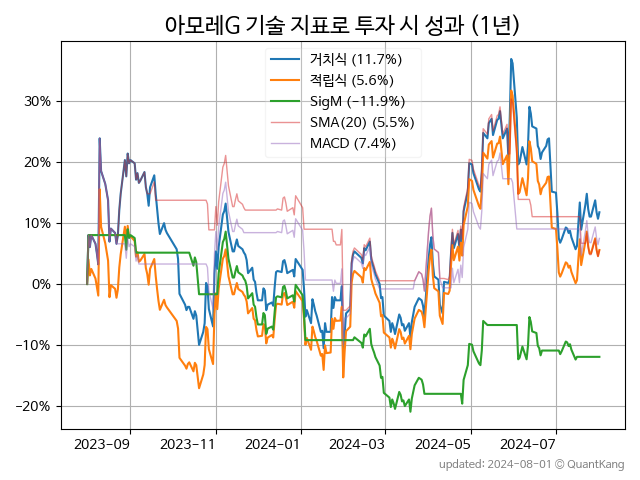 아모레G 기술 지표로 투자 시 성과 (1년)
거치식 (11.7%)
적립식 (5.6%)
SigM (−11.9%)
SMA(20) (5.5%)
MACD (7.4%)
30%
20%
10%
0%
−10%
−20%
2023-09 2023-11 2024-01 2024-03 2024-05 2024-07
updated: 2024-08-01 © QuantKang